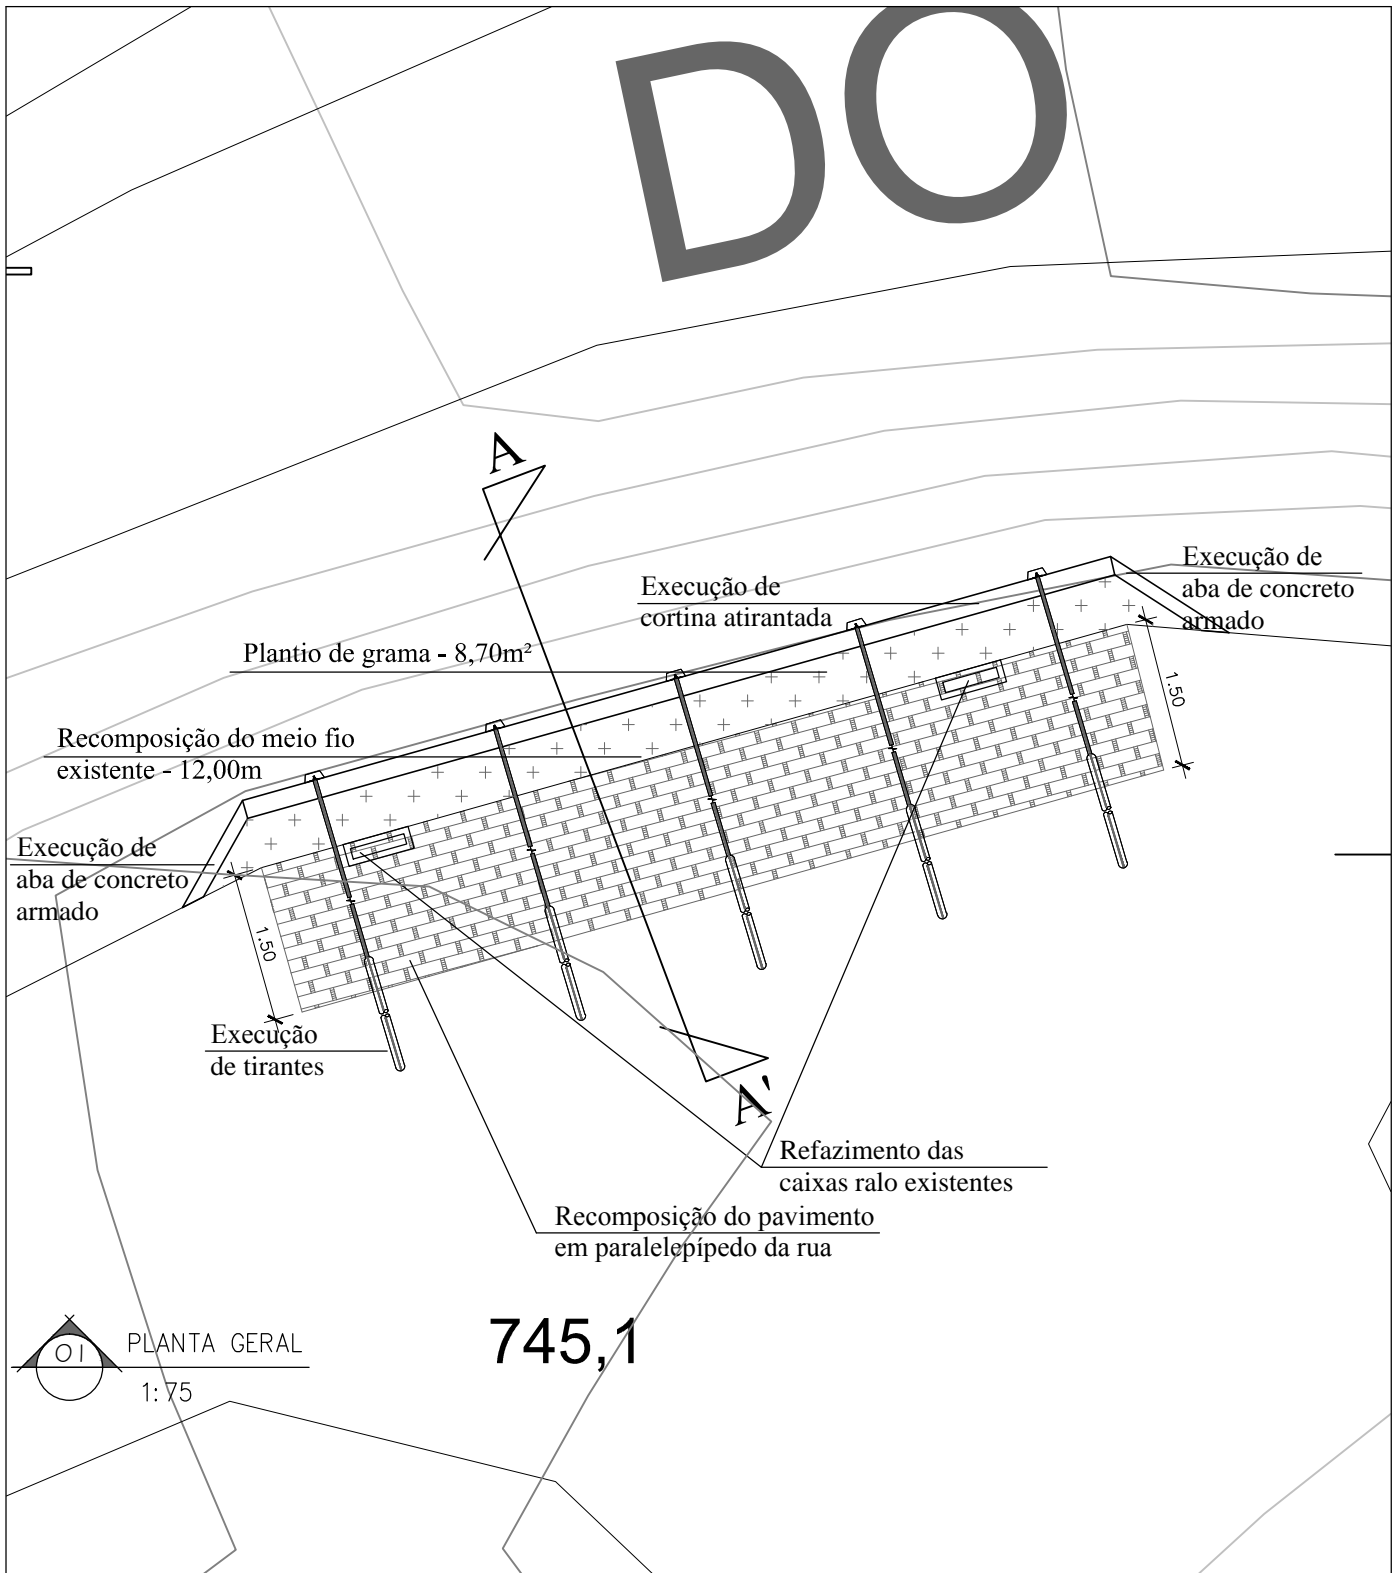 DO
A
Execução de
cortina atirantada
Execução de
aba de concreto
armado
Plantio de grama - 8,70m²
1.50
Recomposição do meio fio
existente - 12,00m
Execução de
aba de concreto
armado
1.50
Execução
de tirantes
A'
Refazimento das
caixas ralo existentes
Recomposição do pavimento
em paralelepípedo da rua
745,1
01
PLANTA GERAL
1:75